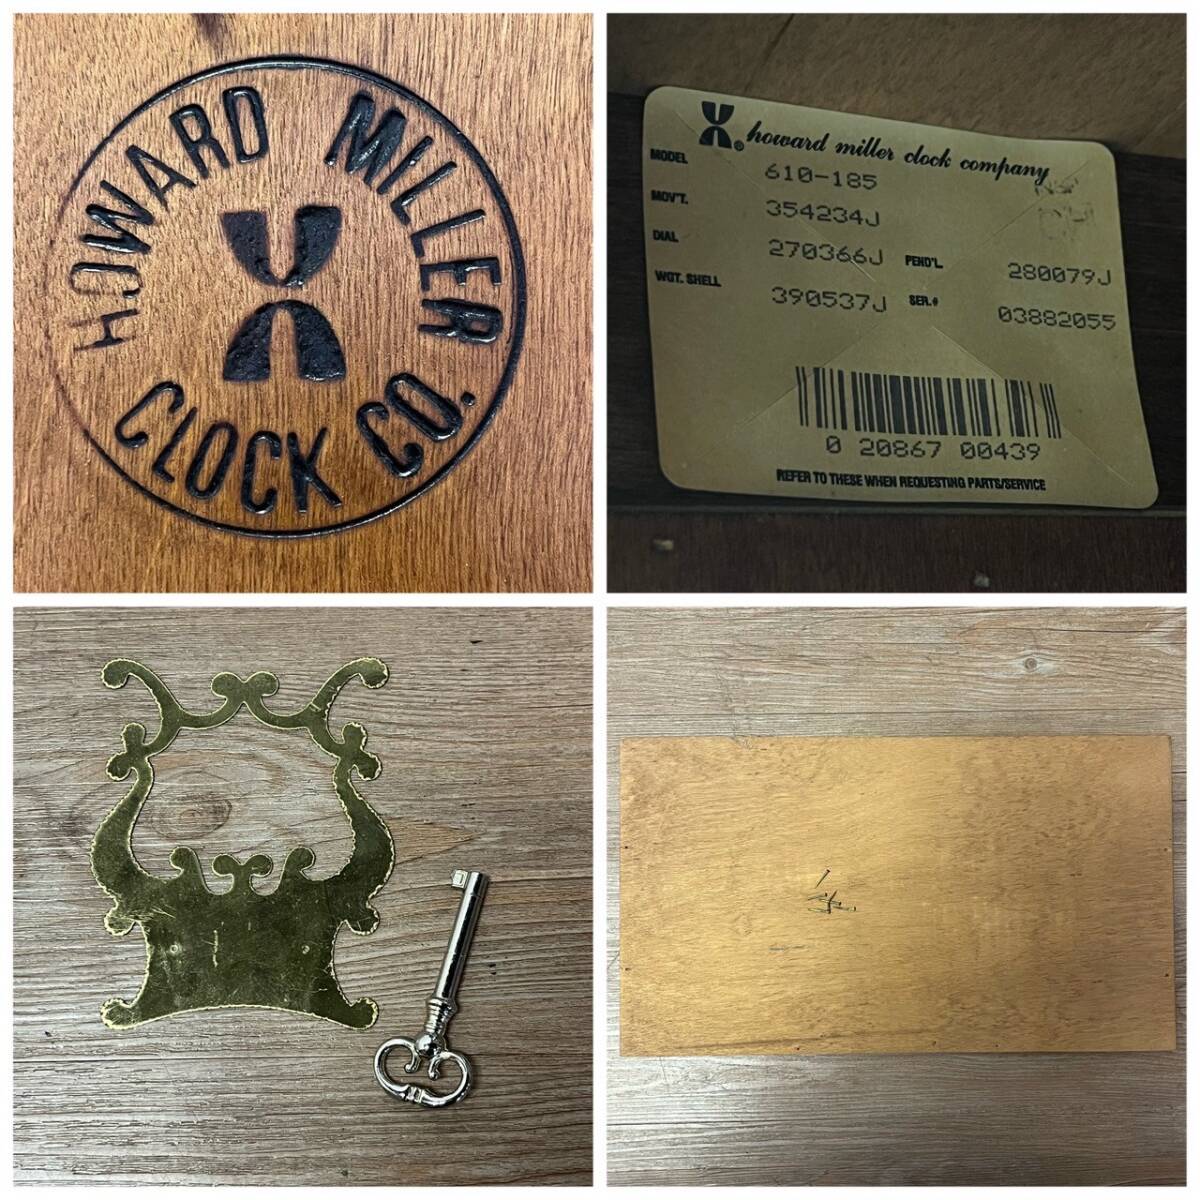 HOWARD MILLER
CLOCK CO.
® howard miller clock company
MODEL 610-185
MOV'T. 354234J
DIAL 270366J PEND'L 280079J
WGT. SHELL 390537J SER.# 03882055
0 20867 00439
REFER TO THESE WHEN REQUESTING PARTS/SERVICE